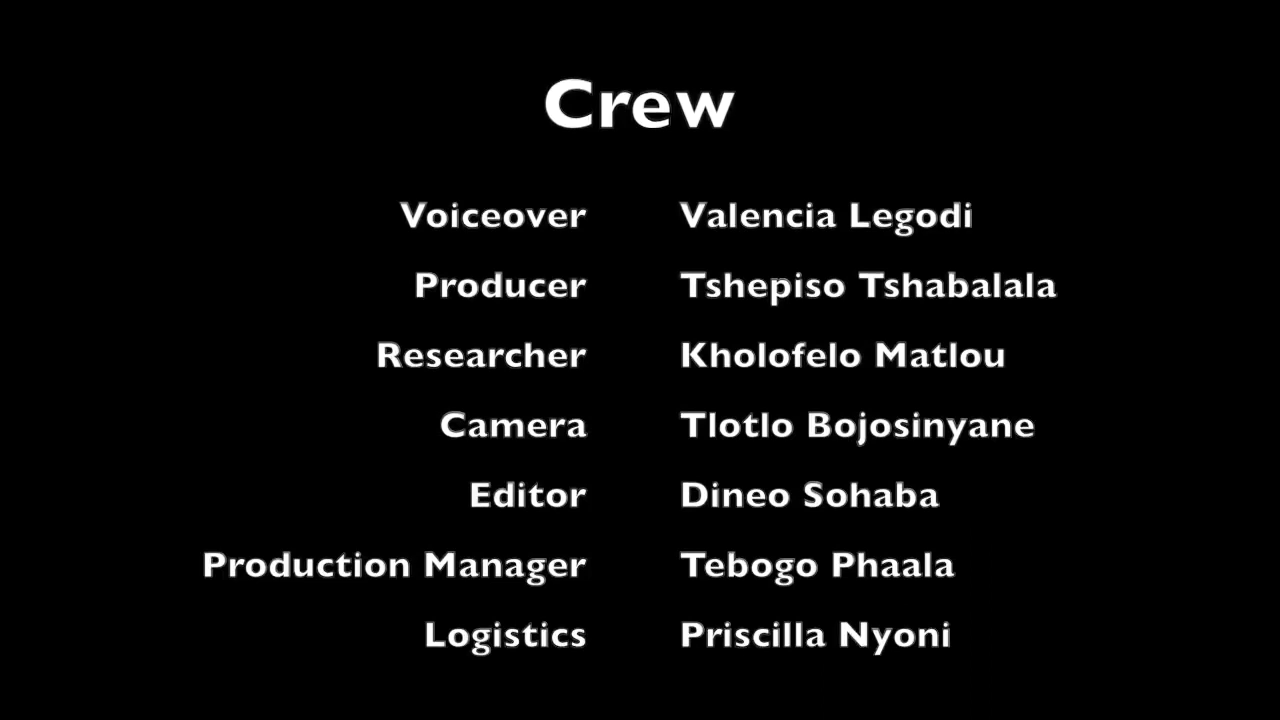 Crew
Voiceover Valencia Legodi
Producer Tshepiso Tshabalala
Researcher Kholofelo Matlou
Camera Tlotlo Bojosinyane
Editor Dineo Sohaba
Production Manager Tebogo Phaala
Logistics Priscilla Nyoni